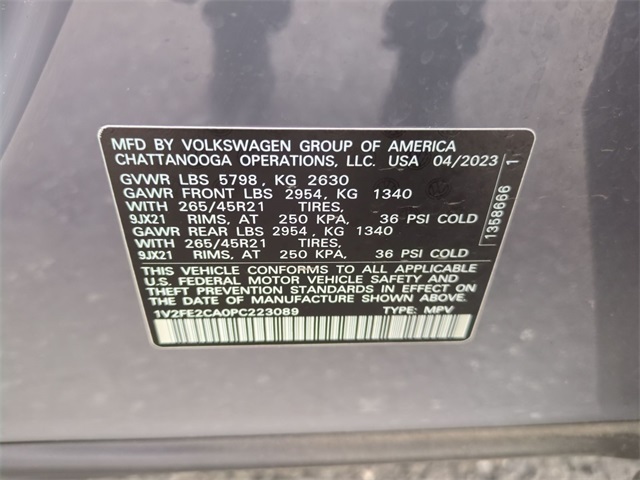 MFD BY VOLKSWAGEN GROUP OF AMERICA
CHATTANOOGA OPERATIONS, LLC. USA 04/2023
GVWR LBS 5798, KG 2630
GAWR FRONT LBS 2954, KG 1340
WITH 265/45R21 TIRES,
9JX21 RIMS, AT 250 KPA, 36 PSI COLD
GAWR REAR LBS 2954, KG 1340
WITH 265/45R21 TIRES,
9JX21 RIMS, AT 250 KPA, 36 PSI COLD
THIS VEHICLE CONFORMS TO ALL APPLICABLE
U.S. FEDERAL MOTOR VEHICLE SAFETY AND
THEFT PREVENTION STANDARDS IN EFFECT ON
THE DATE OF MANUFACTURE SHOWN ABOVE.
1V2FE2CA0PC223089 TYPE: MPV
1358666 1